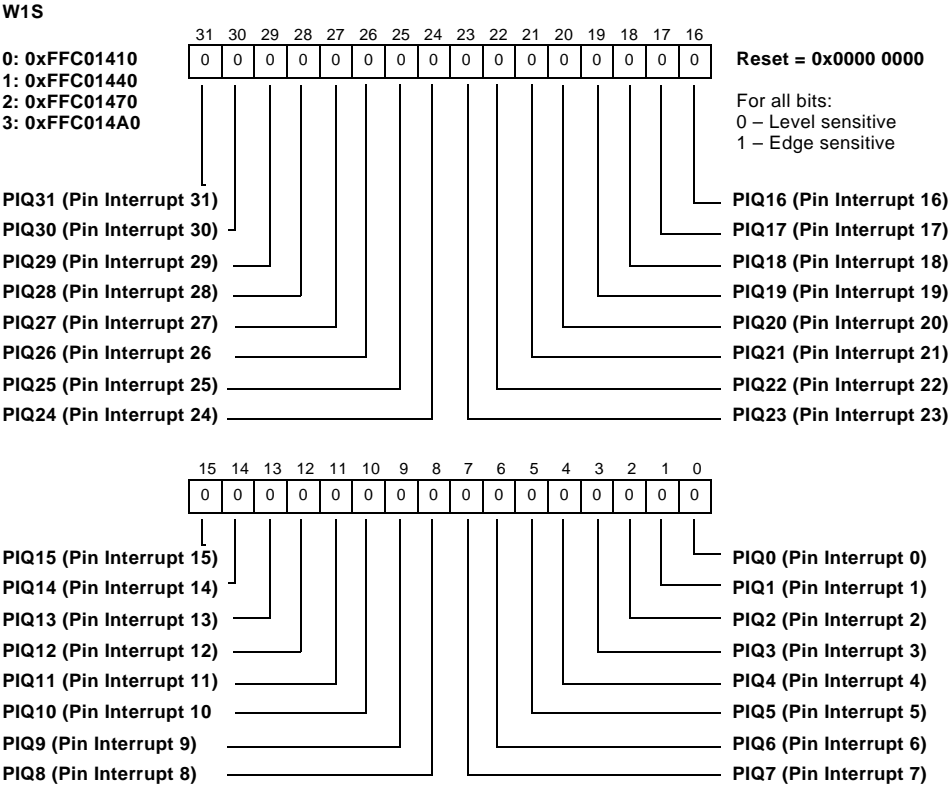 W1S
31 30 29 28 27 26 25 24 23 22 21 20 19 18 17 16
0: 0xFFC01410
1: 0xFFC01440
2: 0xFFC01470
3: 0xFFC014A0
0 0 0 0 0 0 0 0 0 0 0 0 0 0 0 0
Reset = 0x0000 0000
For all bits:
0 – Level sensitive
1 – Edge sensitive
PIQ31 (Pin Interrupt 31)
PIQ30 (Pin Interrupt 30)
PIQ29 (Pin Interrupt 29)
PIQ28 (Pin Interrupt 28)
PIQ27 (Pin Interrupt 27)
PIQ26 (Pin Interrupt 26
PIQ25 (Pin Interrupt 25)
PIQ24 (Pin Interrupt 24)
PIQ16 (Pin Interrupt 16)
PIQ17 (Pin Interrupt 17)
PIQ18 (Pin Interrupt 18)
PIQ19 (Pin Interrupt 19)
PIQ20 (Pin Interrupt 20)
PIQ21 (Pin Interrupt 21)
PIQ22 (Pin Interrupt 22)
PIQ23 (Pin Interrupt 23)
15 14 13 12 11 10 9 8 7 6 5 4 3 2 1 0
0 0 0 0 0 0 0 0 0 0 0 0 0 0 0 0
PIQ15 (Pin Interrupt 15)
PIQ14 (Pin Interrupt 14)
PIQ13 (Pin Interrupt 13)
PIQ12 (Pin Interrupt 12)
PIQ11 (Pin Interrupt 11)
PIQ10 (Pin Interrupt 10
PIQ9 (Pin Interrupt 9)
PIQ8 (Pin Interrupt 8)
PIQ0 (Pin Interrupt 0)
PIQ1 (Pin Interrupt 1)
PIQ2 (Pin Interrupt 2)
PIQ3 (Pin Interrupt 3)
PIQ4 (Pin Interrupt 4)
PIQ5 (Pin Interrupt 5)
PIQ6 (Pin Interrupt 6)
PIQ7 (Pin Interrupt 7)